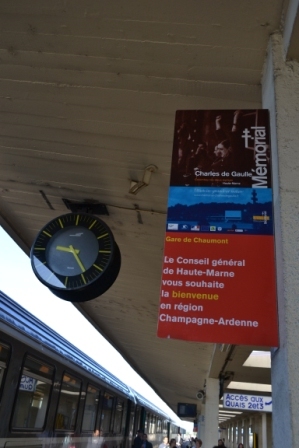 Mémorial
Charles de Gaulle
Gare de Chaumont
Le Conseil général
de Haute-Marne
vous souhaite
la bienvenue
en région
Champagne-Ardenne
Accès aux
Quais 2et3